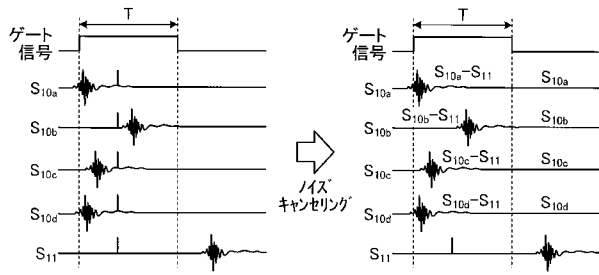 T
ゲート
信号
S10a
S10b
S10c
S10d
S11
ノイズ
キャンセリング
T
ゲート
信号
S10a S10a−S11 S10a
S10b S10b−S11 S10b
S10c S10c−S11 S10c
S10d S10d−S11 S10d
S11